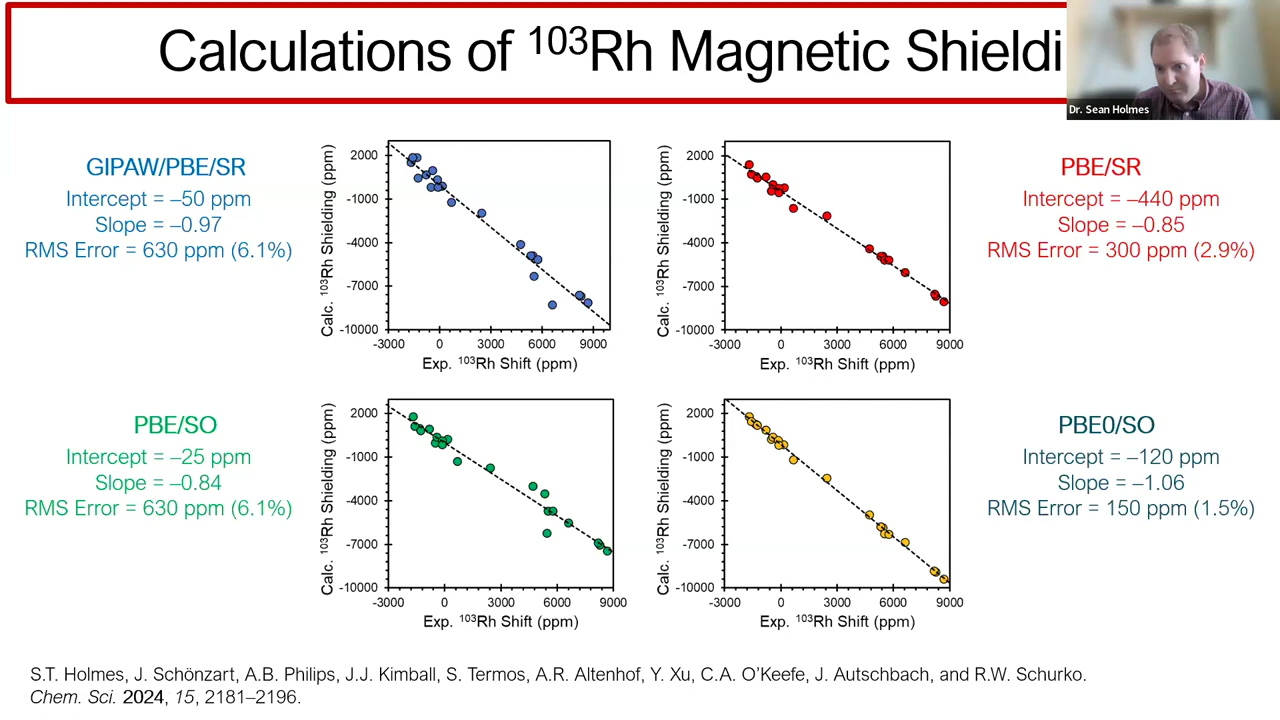 Calculations of ¹⁰³Rh Magnetic Shieldi
Dr. Sean Holmes
GIPAW/PBE/SR
Intercept = –50 ppm
Slope = –0.97
RMS Error = 630 ppm (6.1%)
Calc. ¹⁰³Rh Shielding (ppm)
2000
-1000
-4000
-7000
-10000
-3000 0 3000 6000 9000
Exp. ¹⁰³Rh Shift (ppm)
Calc. ¹⁰³Rh Shielding (ppm)
2000
-1000
-4000
-7000
-10000
-3000 0 3000 6000 9000
Exp. ¹⁰³Rh Shift (ppm)
PBE/SR
Intercept = –440 ppm
Slope = –0.85
RMS Error = 300 ppm (2.9%)
PBE/SO
Intercept = –25 ppm
Slope = –0.84
RMS Error = 630 ppm (6.1%)
Calc. ¹⁰³Rh Shielding (ppm)
2000
-1000
-4000
-7000
-10000
-3000 0 3000 6000 9000
Exp. ¹⁰³Rh Shift (ppm)
Calc. ¹⁰³Rh Shielding (ppm)
2000
-1000
-4000
-7000
-10000
-3000 0 3000 6000 9000
Exp. ¹⁰³Rh Shift (ppm)
PBE0/SO
Intercept = –120 ppm
Slope = –1.06
RMS Error = 150 ppm (1.5%)
S.T. Holmes, J. Schönzart, A.B. Philips, J.J. Kimball, S. Termos, A.R. Altenhof, Y. Xu, C.A. O’Keefe, J. Autschbach, and R.W. Schurko.
Chem. Sci. 2024, 15, 2181–2196.